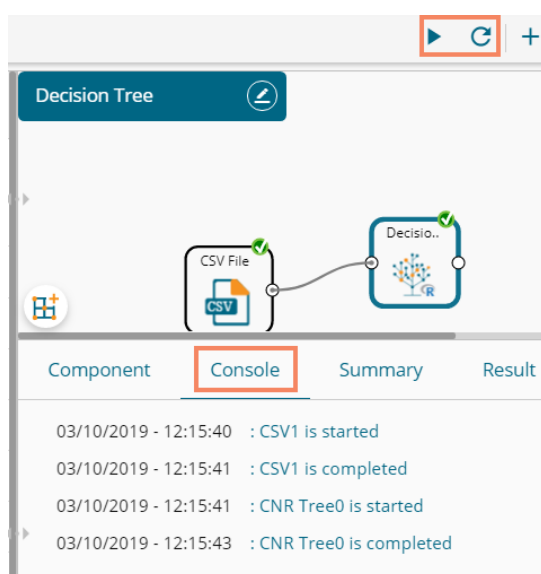 Decision Tree
Decisio..
CSV File
CSV
R
Component Console Summary Result
03/10/2019 - 12:15:40 : CSV1 is started
03/10/2019 - 12:15:41 : CSV1 is completed
03/10/2019 - 12:15:41 : CNR Tree0 is started
03/10/2019 - 12:15:43 : CNR Tree0 is completed